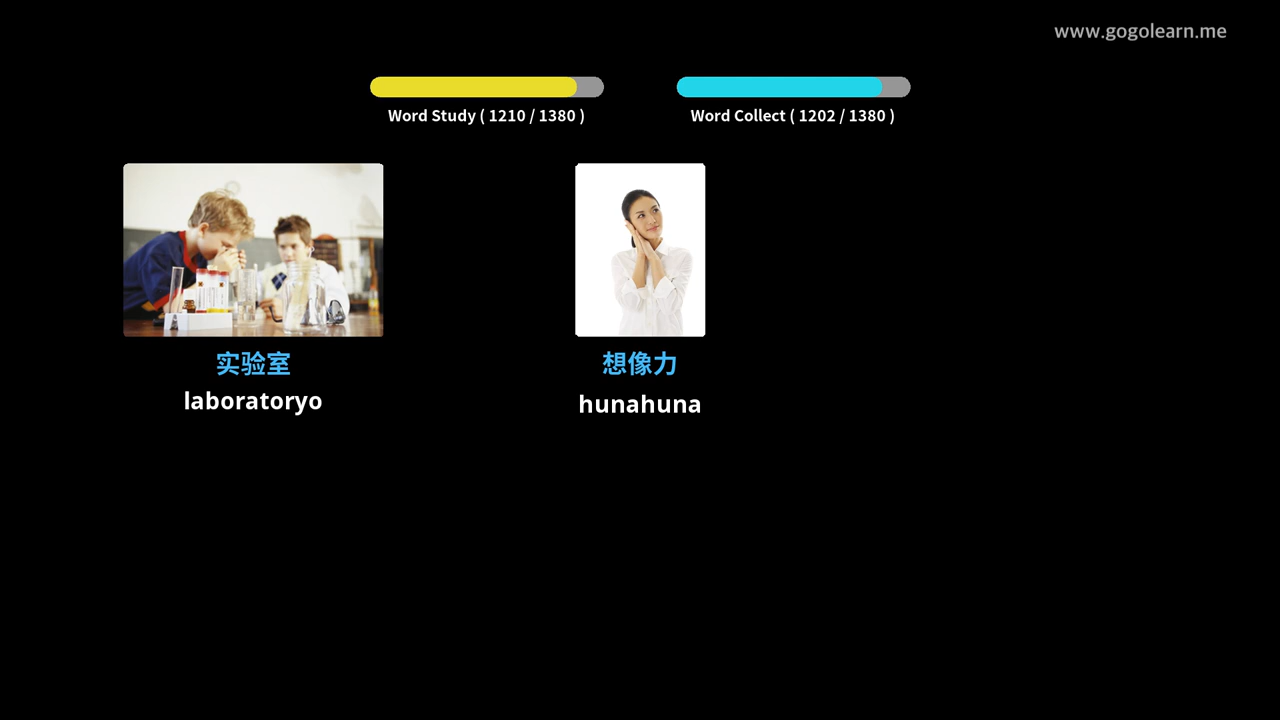 www.gogolearn.me
Word Study ( 1210 / 1380 )
Word Collect ( 1202 / 1380 )
实验室
laboratoryo
想像力
hunahuna